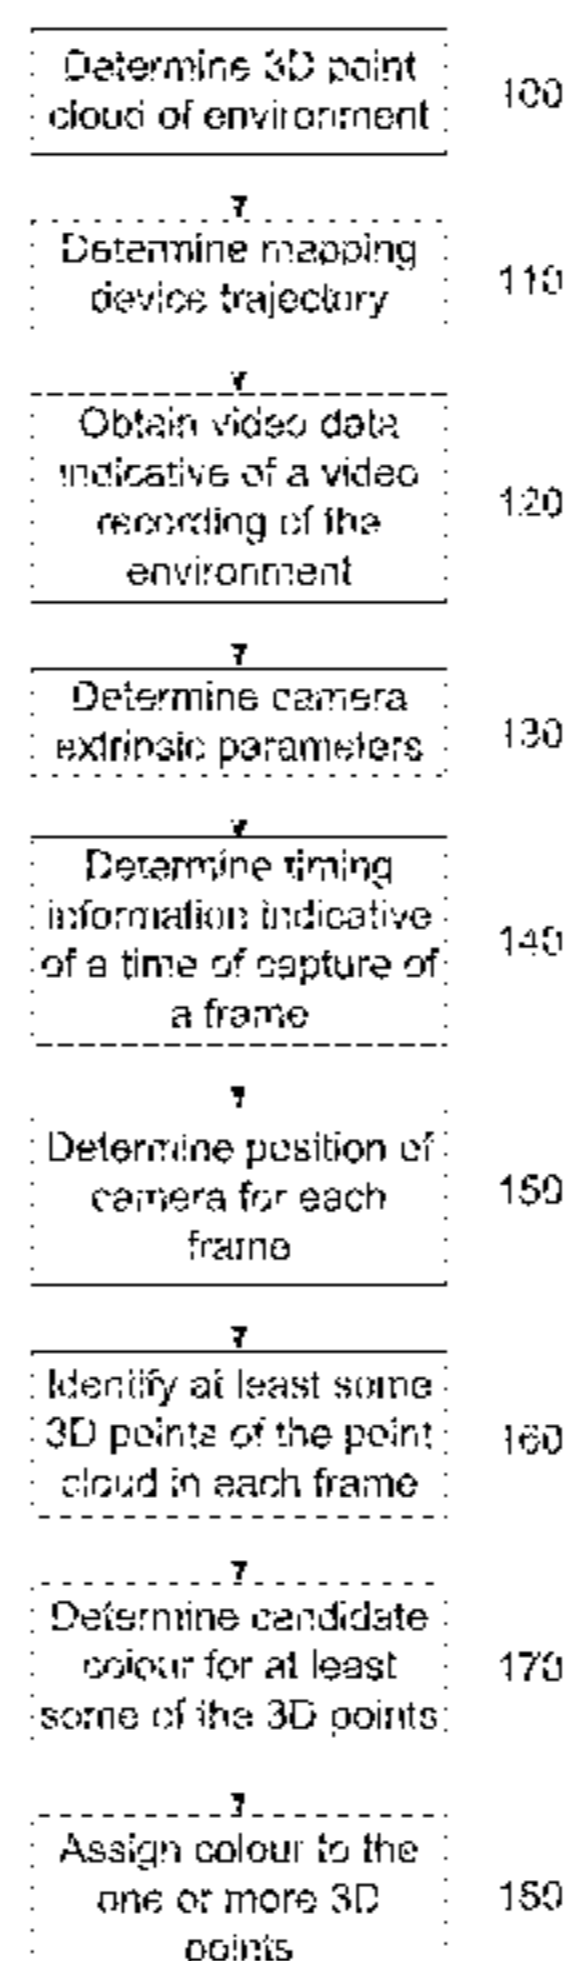 Determine 3D point
cloud of environment
100
Determine mapping
device trajectory
110
Obtain video data
indicative of a video
recording of the
environment
120
Determine camera
extrinsic parameters
130
Determine timing
information indicative
of a time of capture of
a frame
140
Determine position of
camera for each
frame
150
Identify at least some
3D points of the point
cloud in each frame
160
Determine candidate
colour for at least
some of the 3D points
170
Assign colour to the
one or more 3D
points